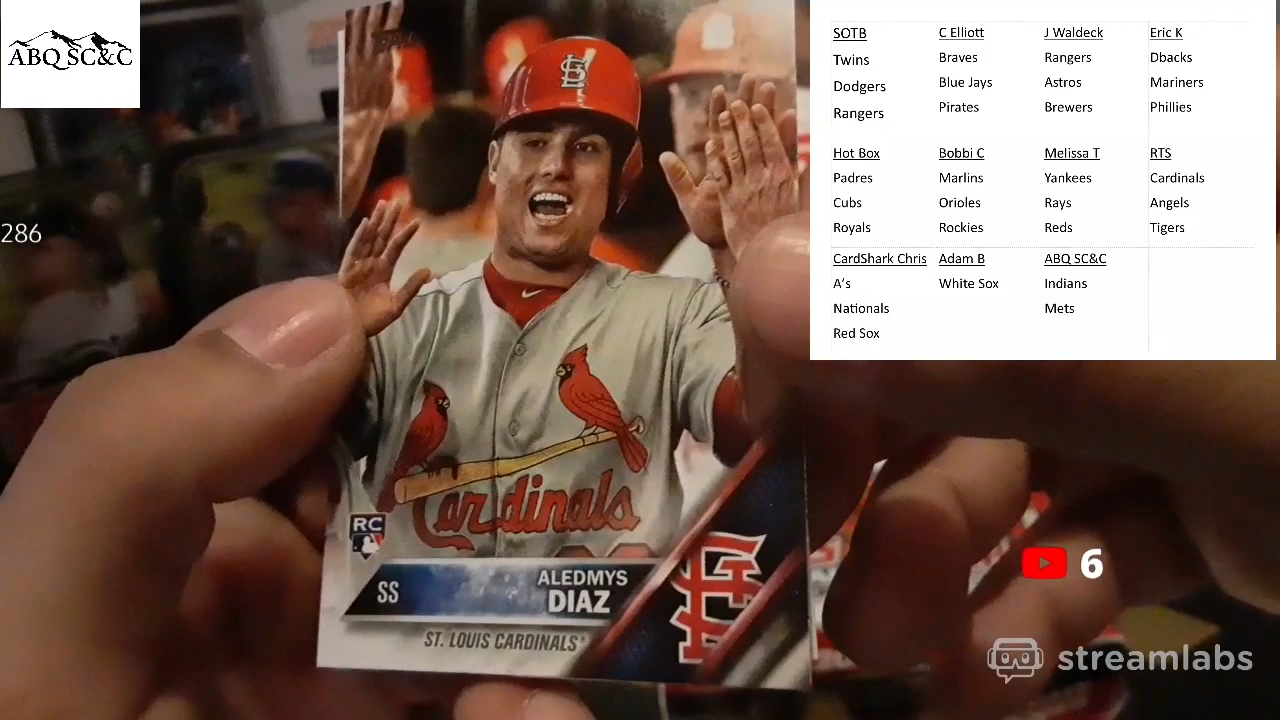 ABQ SC&C
286
Topps
Cardinals
RC
SS
ALEDMYS
DIAZ
ST. LOUIS CARDINALS
STL
SOTB
Twins
Dodgers
Rangers
C Elliott
Braves
Blue Jays
Pirates
J Waldeck
Rangers
Astros
Brewers
Eric K
Dbacks
Mariners
Phillies
Hot Box
Padres
Cubs
Royals
Bobbi C
Marlins
Orioles
Rockies
Melissa T
Yankees
Rays
Reds
RTS
Cardinals
Angels
Tigers
CardShark Chris
A's
Nationals
Red Sox
Adam B
White Sox
ABQ SC&C
Indians
Mets
6
streamlabs